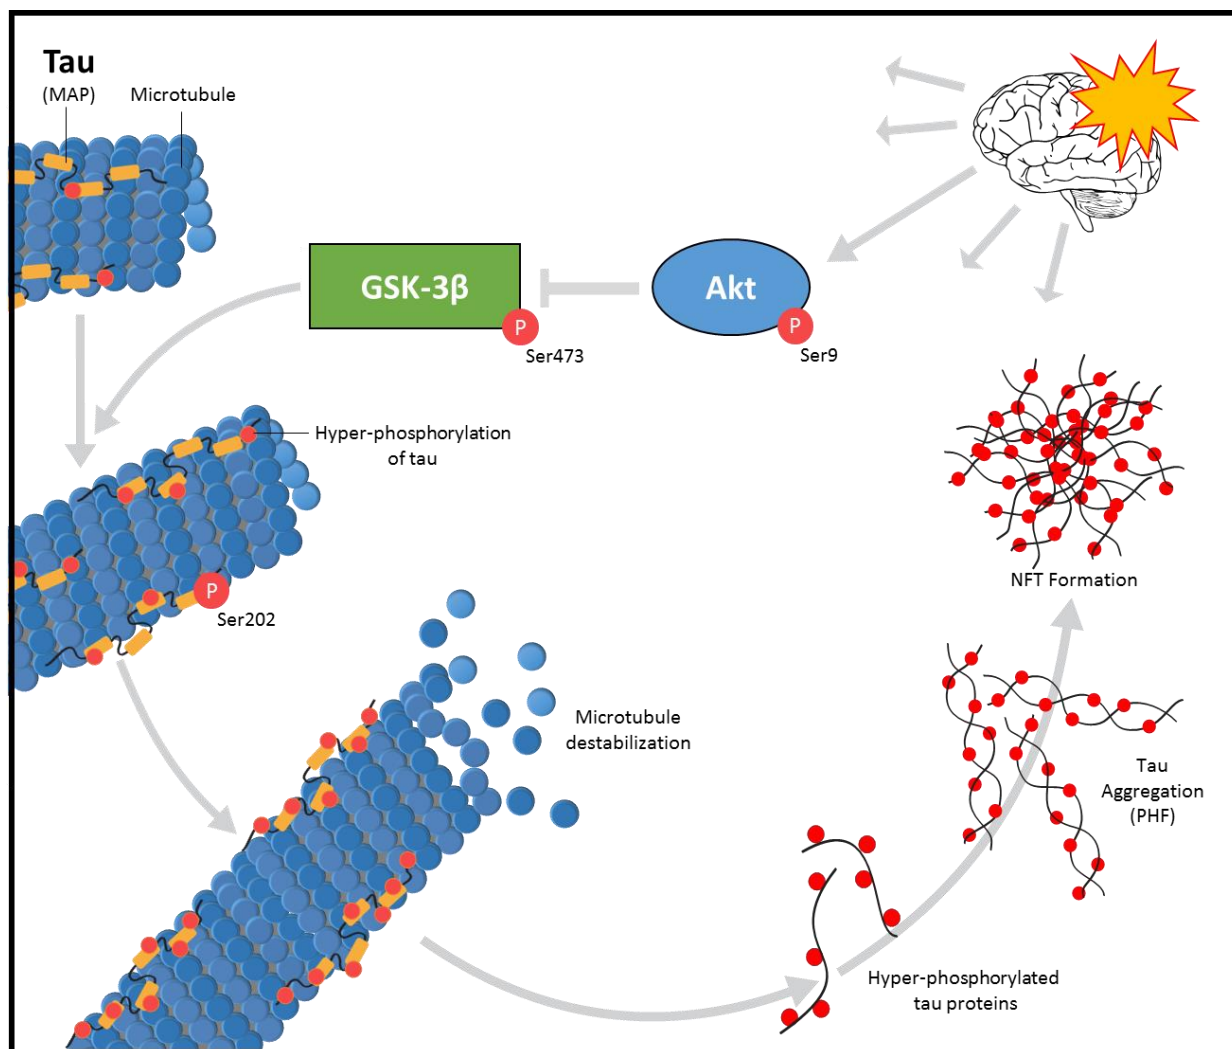 Tau
(MAP)
Microtubule
GSK-3β
P
Ser473
Akt
P
Ser9
Hyper-phosphorylation
of tau
P
Ser202
Microtubule
destabilization
NFT Formation
Tau
Aggregation
(PHF)
Hyper-phosphorylated
tau proteins